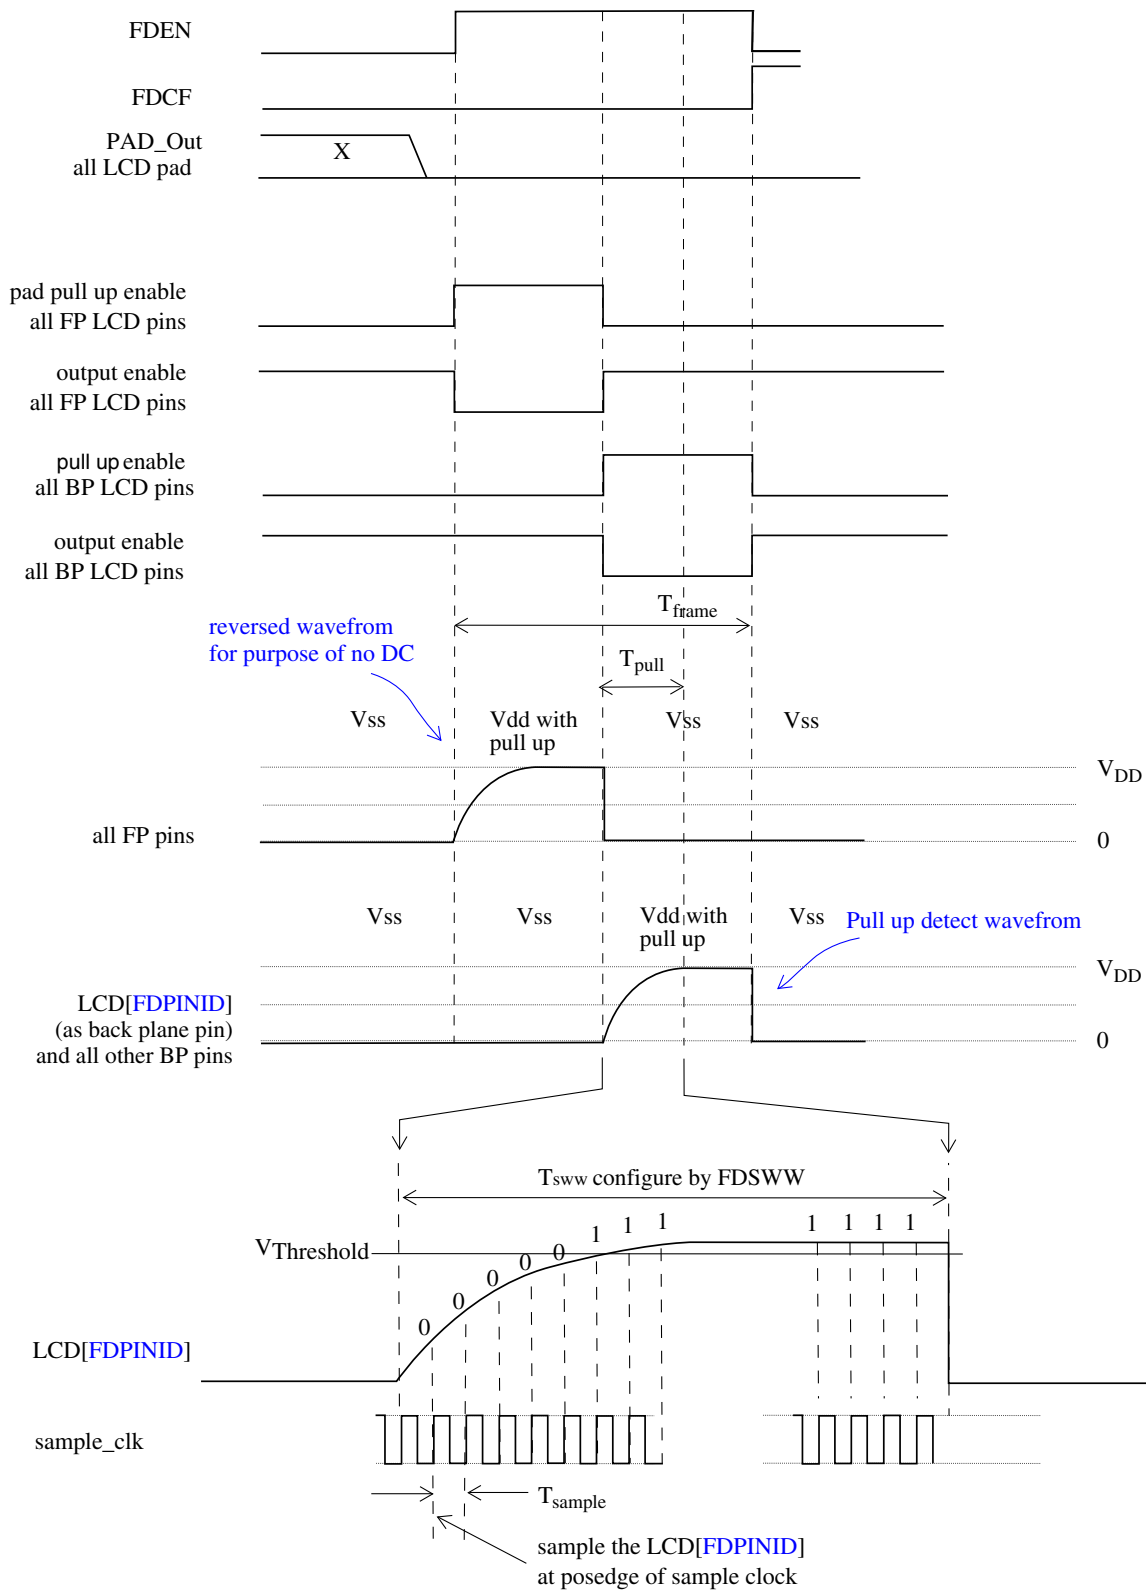 FDEN
FDCF
PAD_Out
all LCD pad
X
pad pull up enable
all FP LCD pins
output enable
all FP LCD pins
pull up enable
all BP LCD pins
output enable
all BP LCD pins
Tframe
reversed wavefrom
for purpose of no DC
Tpull
Vss
Vdd with
pull up
Vss
Vss
VDD
all FP pins
0
Vss
Vss
Vdd with
pull up
Vss
Pull up detect wavefrom
VDD
LCD[FDPINID]
(as back plane pin)
and all other BP pins
0
Tsww configure by FDSWW
VThreshold
0 0 0 0 0 1 1 1 1 1 1 1
LCD[FDPINID]
sample_clk
Tsample
sample the LCD[FDPINID]
at posedge of sample clock